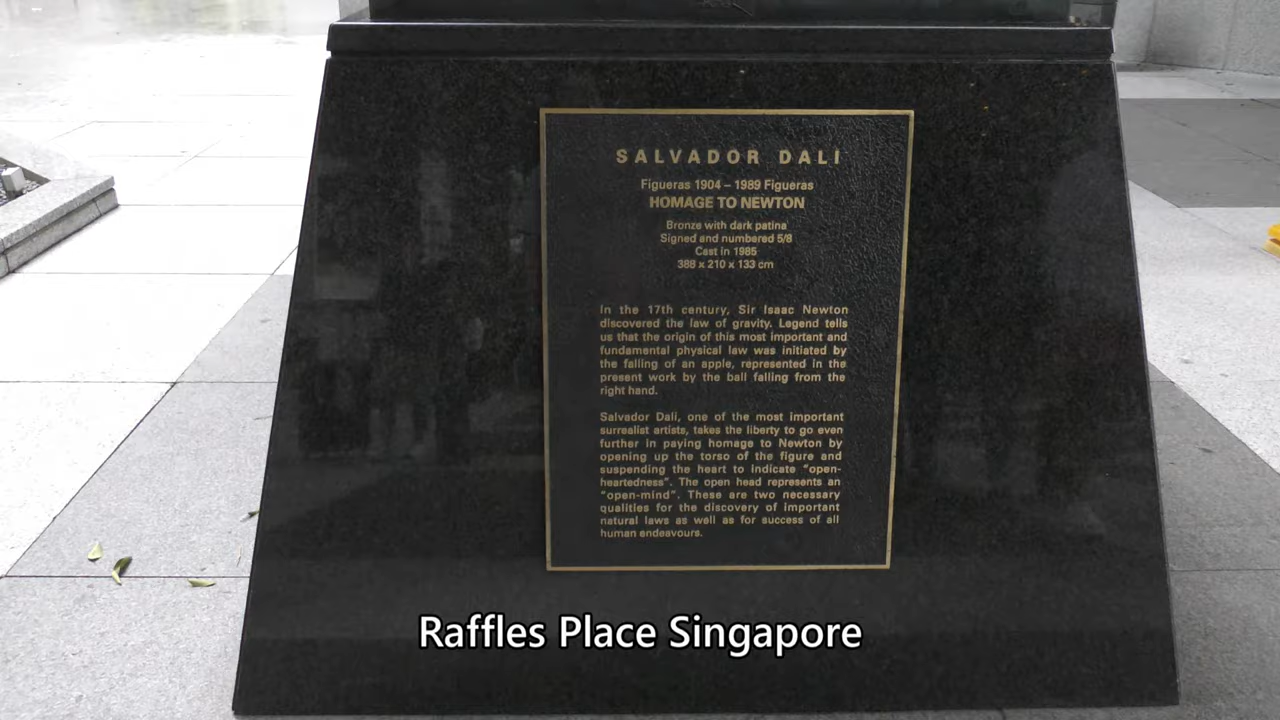 SALVADOR DALI
Figueras 1904 – 1989 Figueras
HOMAGE TO NEWTON
Bronze with dark patina
Signed and numbered 5/8
Cast in 1985
388 x 210 x 133 cm
In the 17th century, Sir Isaac Newton
discovered the law of gravity. Legend tells
us that the origin of this most important and
fundamental physical law was initiated by
the falling of an apple, represented in the
present work by the ball falling from the
right hand.
Salvador Dali, one of the most important
surrealist artists, takes the liberty to go even
further in paying homage to Newton by
opening up the torso of the figure and
suspending the heart to indicate "open-
heartedness". The open head represents an
"open-mind". These are two necessary
qualities for the discovery of important
natural laws as well as for success of all
human endeavours.
Raffles Place Singapore